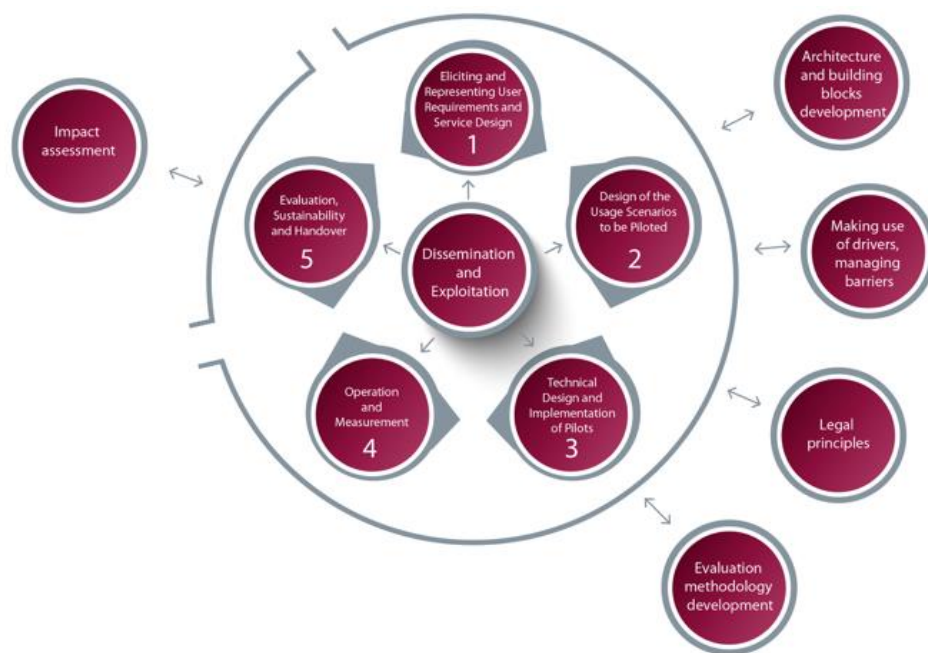 Eliciting and
Representing User
Requirements and
Service Design
1
Design of the
Usage Scenarios
to be Piloted
2
Technical
Design and
Implementation
of Pilots
3
Operation
and
Measurement
4
Evaluation,
Sustainability
and Handover
5
Dissemination
and
Exploitation
Impact
assessment
Architecture
and building
blocks
development
Making use
of drivers,
managing
barriers
Legal
principles
Evaluation
methodology
development